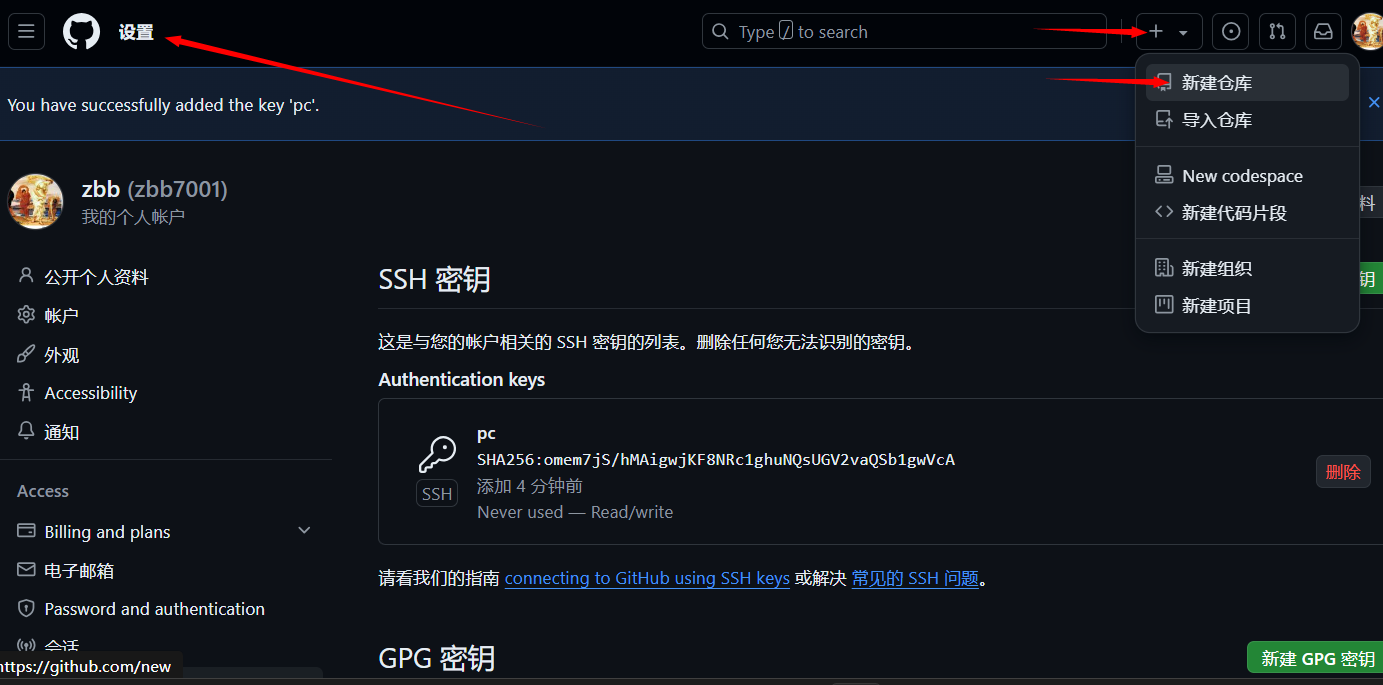 设置
Type / to search
You have successfully added the key 'pc'.
新建仓库
导入仓库
New codespace
新建代码片段
新建组织
新建项目
zbb (zbb7001)
我的个人帐户
料
公开个人资料
帐户
外观
Accessibility
通知
Access
Billing and plans
电子邮箱
Password and authentication
会话
https://github.com/new
SSH 密钥
钥
这是与您的帐户相关的 SSH 密钥的列表。删除任何您无法识别的密钥。
Authentication keys
pc
SHA256:omem7jS/hMAigwjKF8NRc1ghuNQsUGV2vaQSb1gwVcA
SSH
添加 4 分钟前
Never used — Read/write
删除
请看我们的指南 connecting to GitHub using SSH keys 或解决 常见的 SSH 问题。
GPG 密钥
新建 GPG 密钥